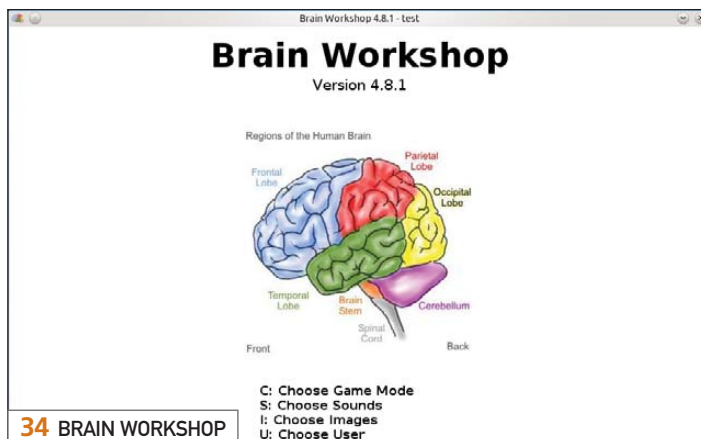 Brain Workshop 4.8.1 - test
Brain Workshop
Version 4.8.1
Regions of the Human Brain
Parietal
Lobe
Frontal
Lobe
Occipital
Lobe
Temporal
Lobe
Brain
Stem
Cerebellum
Spinal
Cord
Front
Back
C: Choose Game Mode
S: Choose Sounds
I: Choose Images
U: Choose User
34 BRAIN WORKSHOP